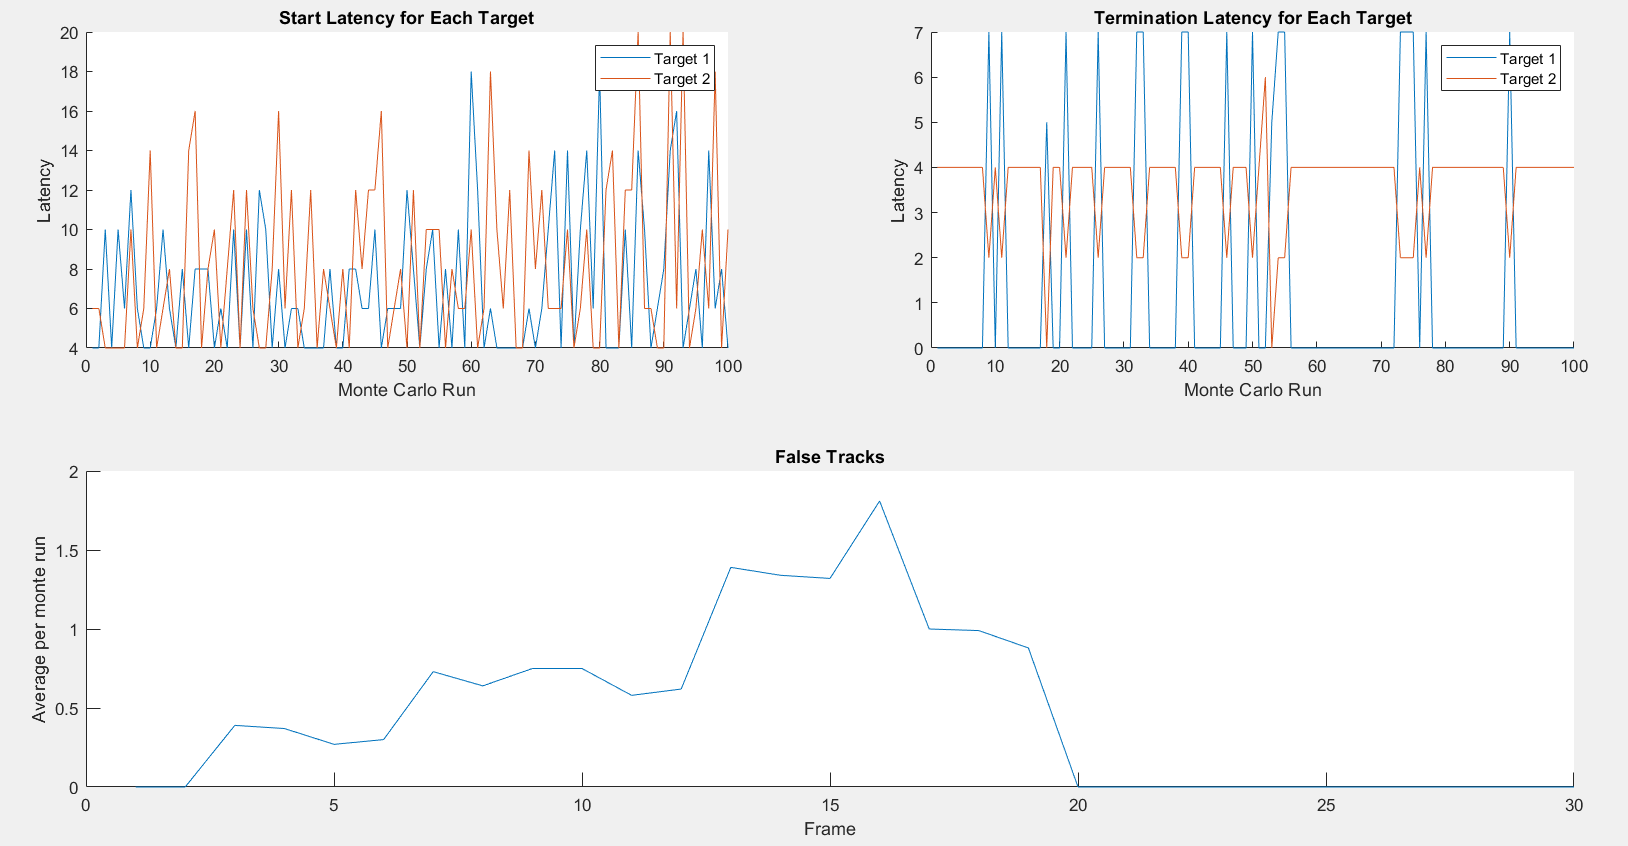 Start Latency for Each Target
20
18
16
14
12
10
8
6
4
Latency
Target 1
Target 2
0 10 20 30 40 50 60 70 80 90 100
Monte Carlo Run
Termination Latency for Each Target
7
6
5
4
3
2
1
0
Latency
Target 1
Target 2
0 10 20 30 40 50 60 70 80 90 100
Monte Carlo Run
False Tracks
2
1.5
1
0.5
0
Average per monte run
0 5 10 15 20 25 30
Frame